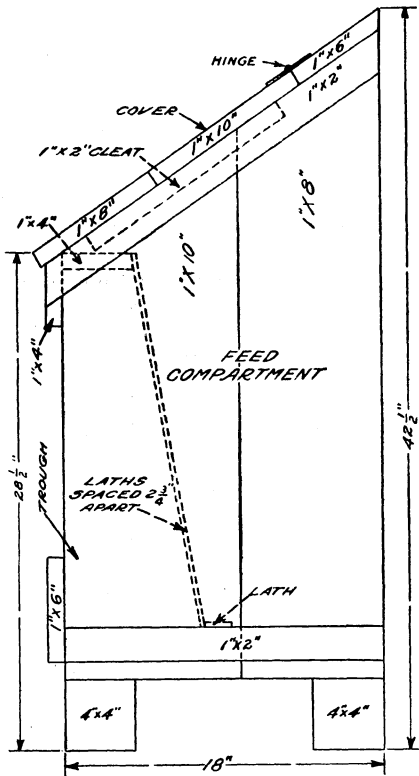 HINGE
1"x6"
1"x2"
COVER
1"x10"
1"x2" CLEAT
1"x8"
1"x4"
1"x8"
1"x10"
1"x4"
FEED
COMPARTMENT
42 1/2"
28 1/2"
TROUGH
LATHS
SPACED 2 3/4"
APART
1"x6"
LATH
1"x2"
4"x4"
4"x4"
18"